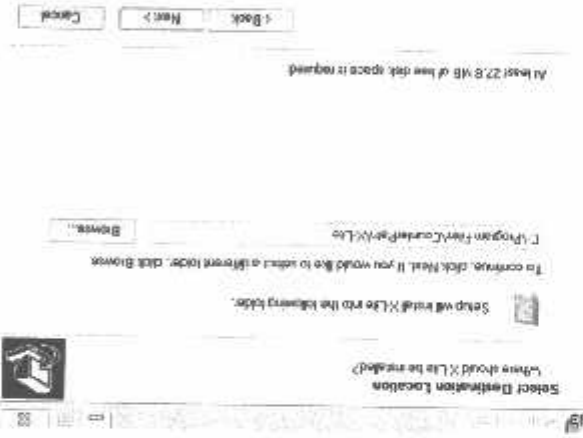 Select Destination Location
Where should X-Lite be installed?
Setup will install X-Lite into the following folder.
To continue, click Next. If you would like to select a different folder, click Browse.
C:\Program Files\CounterPath\X-Lite
Browse...
At least 27.8 MB of free disk space is required.
< Back
Next >
Cancel